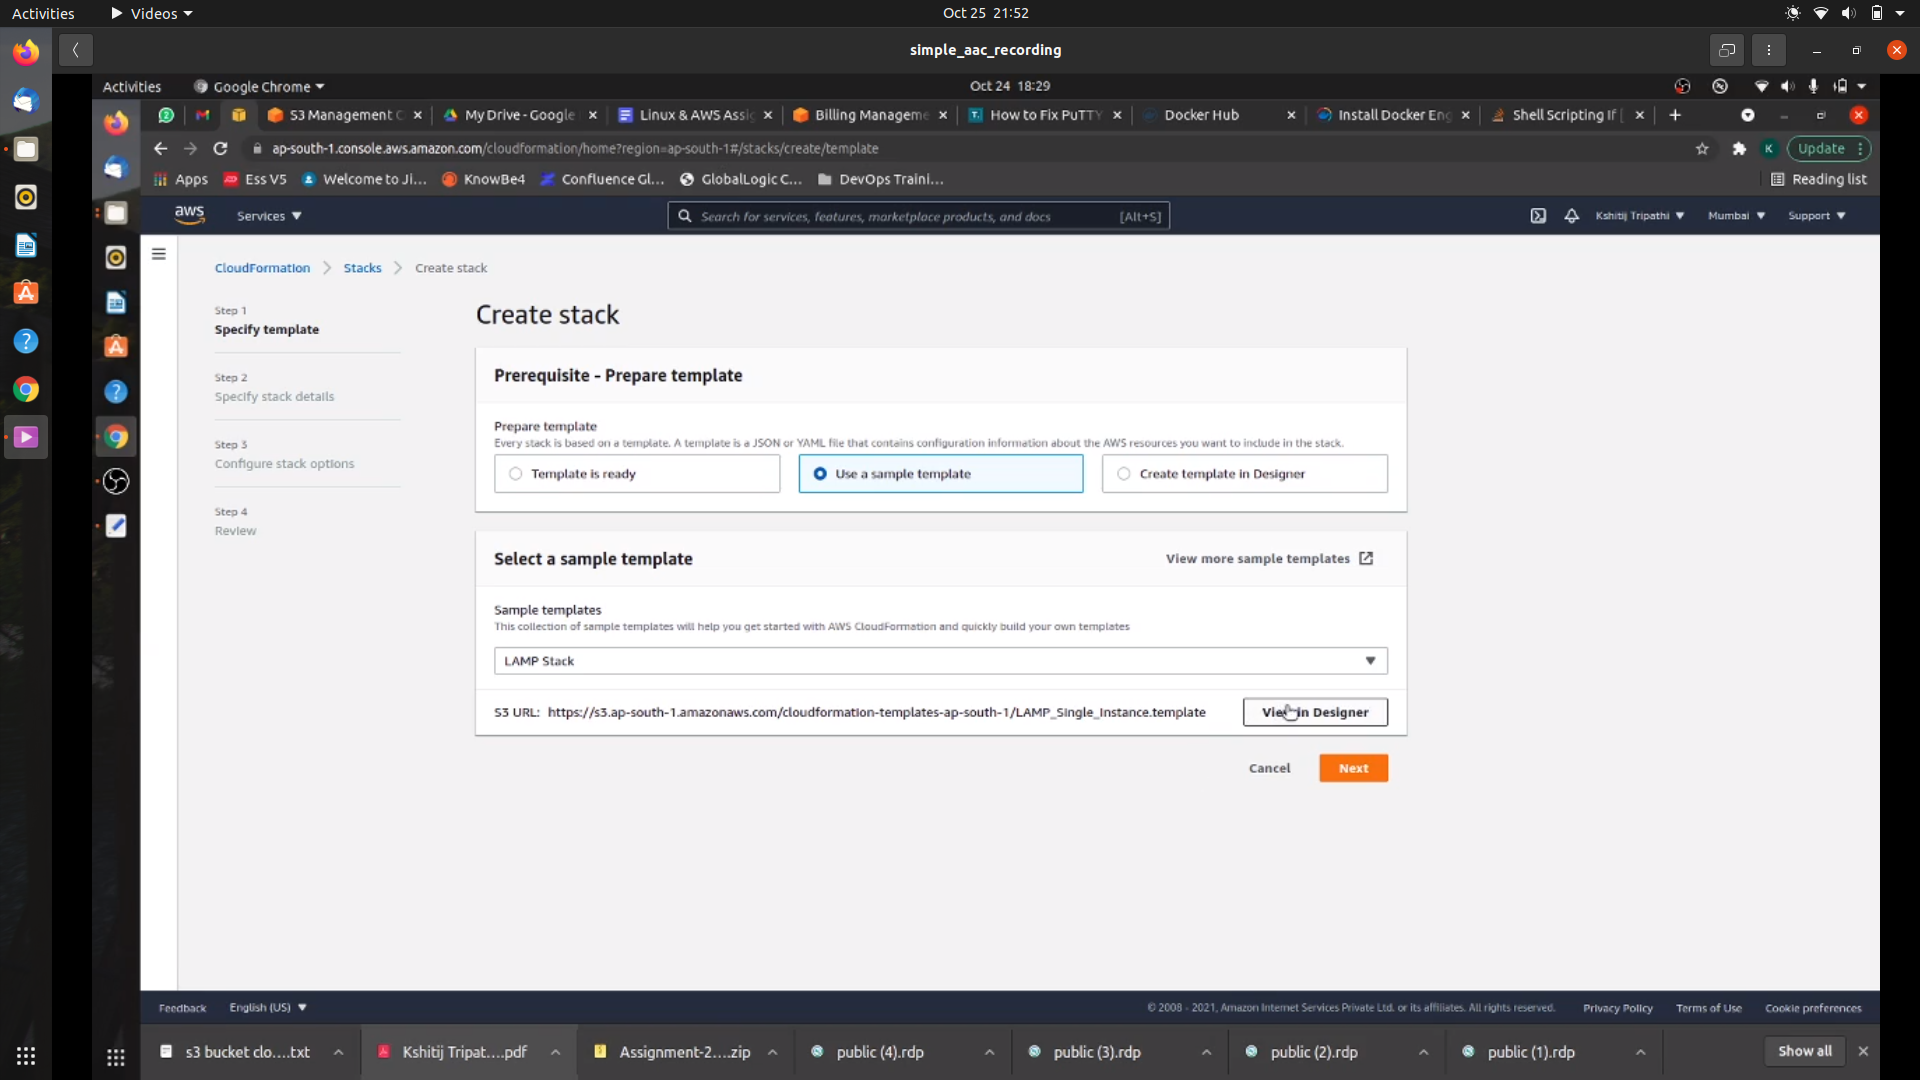 Activities
Videos
Oct 25 21:52
simple_aac_recording
Activities
Google Chrome
Oct 24 18:29
S3 Management C
My Drive - Google
Linux & AWS Assig
Billing Manageme
How to Fix PuTTY
Docker Hub
Install Docker Eng
Shell Scripting If [
ap-south-1.console.aws.amazon.com/cloudformation/home?region=ap-south-1#/stacks/create/template
K
Update
Apps
Ess V5
Welcome to Ji...
KnowBe4
Confluence Gl...
GlobalLogic C...
DevOps Traini...
Reading list
aws
Services
Search for services, features, marketplace products, and docs
[Alt+S]
Kshitij Tripathi
Mumbai
Support
CloudFormation
Stacks
Create stack
Step 1
Specify template
Step 2
Specify stack details
Step 3
Configure stack options
Step 4
Review
Create stack
Prerequisite - Prepare template
Prepare template
Every stack is based on a template. A template is a JSON or YAML file that contains configuration information about the AWS resources you want to include in the stack.
Template is ready
Use a sample template
Create template in Designer
Select a sample template
View more sample templates
Sample templates
This collection of sample templates will help you get started with AWS CloudFormation and quickly build your own templates
LAMP Stack
S3 URL: https://s3.ap-south-1.amazonaws.com/cloudformation-templates-ap-south-1/LAMP_Single_Instance.template
View in Designer
Cancel
Next
Feedback
English (US)
© 2008 - 2021, Amazon Internet Services Private Ltd. or its affiliates. All rights reserved.
Privacy Policy
Terms of Use
Cookie preferences
s3 bucket clo....txt
Kshitij Tripat....pdf
Assignment-2....zip
public (4).rdp
public (3).rdp
public (2).rdp
public (1).rdp
Show all